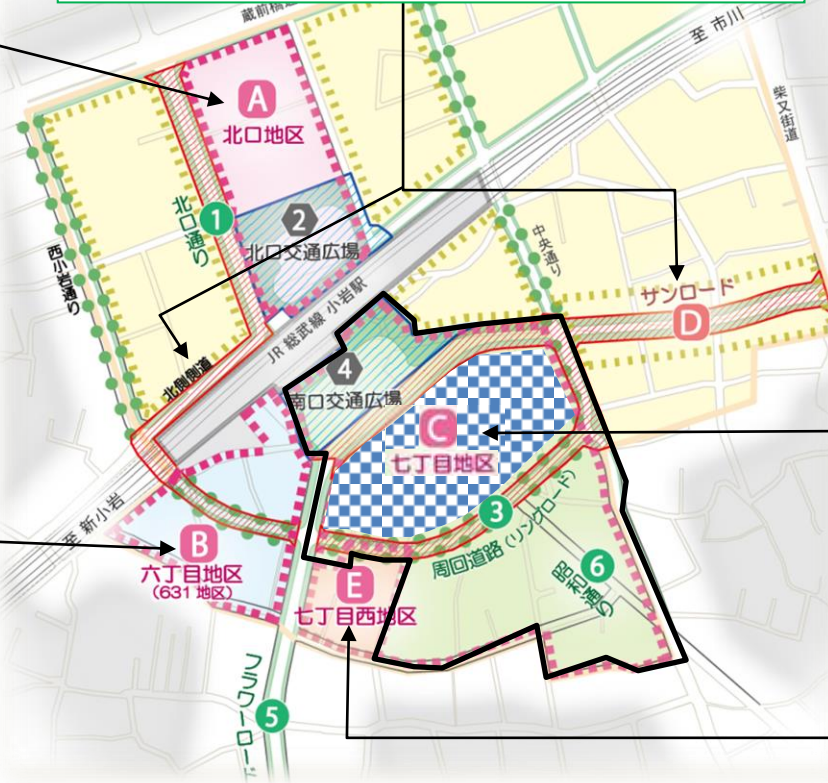 蔵前橋通
至 市川
柴又街道
A
北口地区
1
北口通り
2
北口交通広場
西小岩通り
中央通り
サンロード
D
JR 総武線 小岩駅
北側側道
4
南口交通広場
C
七丁目地区
至 新小岩
3
周回道路(リングロード)
B
六丁目地区
(631 地区)
6
昭和通り
E
七丁目西地区
フラワーロード
5